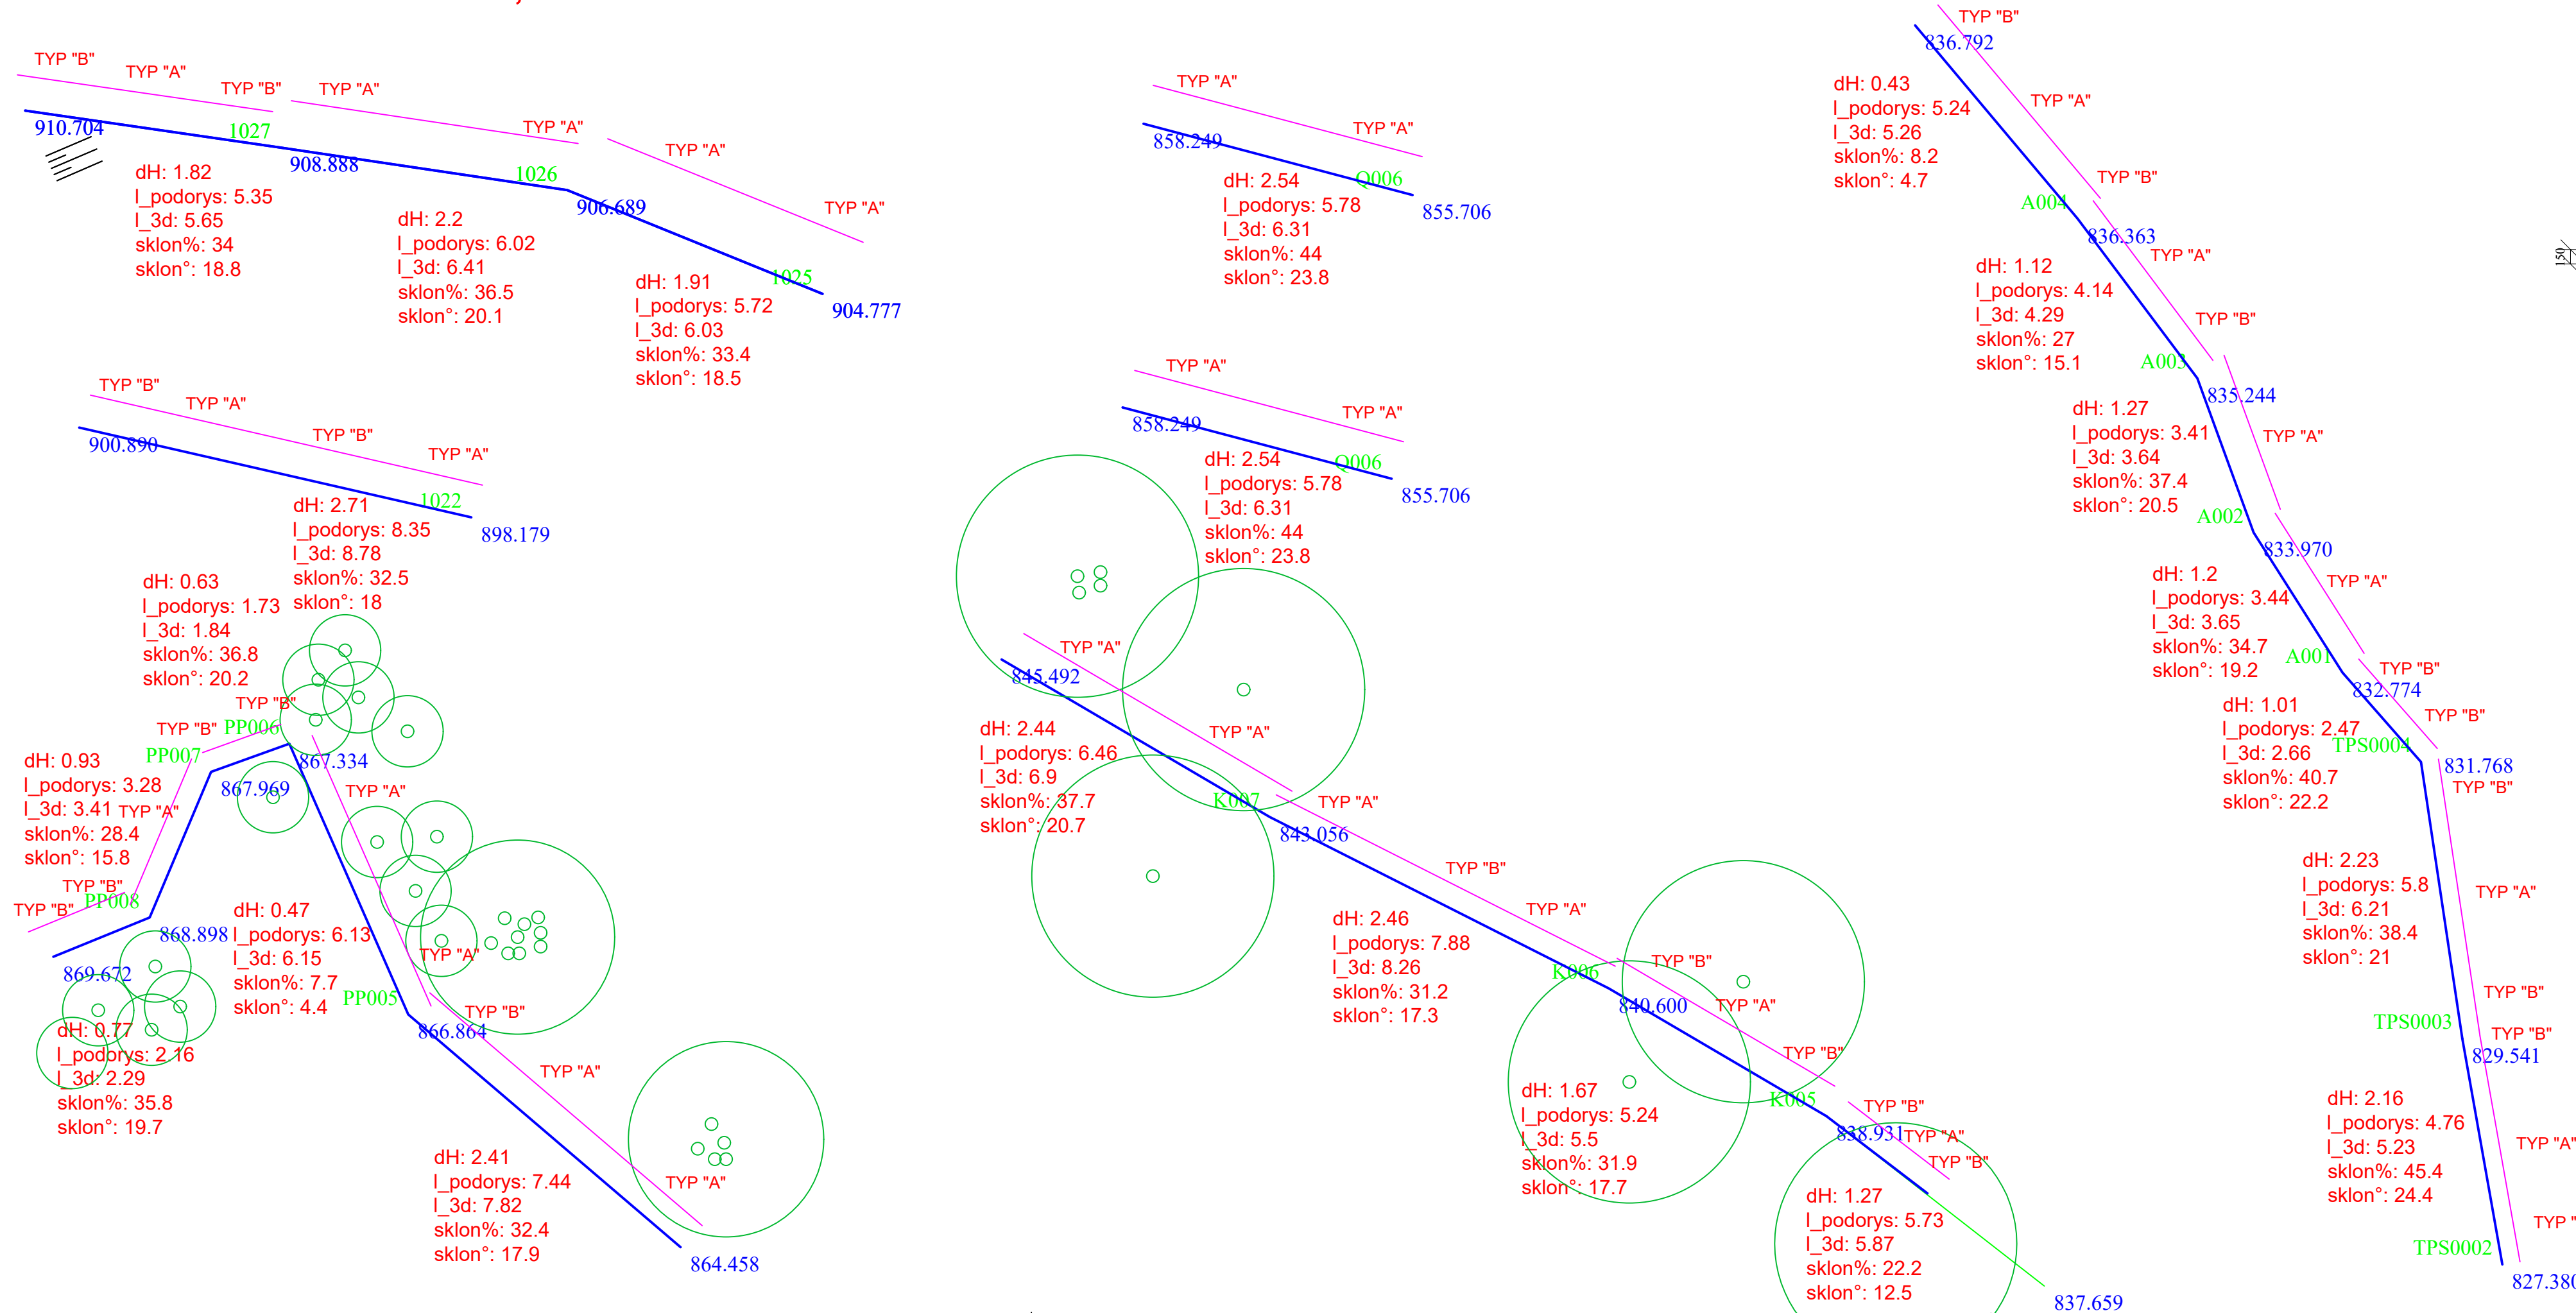 TYP "B"
TYP "A"
TYP "B"
TYP "A"
TYP "A"
TYP "A"
TYP "A"
910.704
1027
908.888
1026
906.689
1025
904.777
dH: 1.82
l_podorys: 5.35
l_3d: 5.65
sklon%: 34
sklon°: 18.8
dH: 2.2
l_podorys: 6.02
l_3d: 6.41
sklon%: 36.5
sklon°: 20.1
dH: 1.91
l_podorys: 5.72
l_3d: 6.03
sklon%: 33.4
sklon°: 18.5
TYP "B"
TYP "A"
TYP "B"
TYP "A"
900.890
1022
898.179
dH: 2.71
l_podorys: 8.35
l_3d: 8.78
sklon%: 32.5
sklon°: 18
dH: 0.63
l_podorys: 1.73
l_3d: 1.84
sklon%: 36.8
sklon°: 20.2
TYP "B"
TYP "B"
PP006
PP007
867.334
867.969
dH: 0.93
l_podorys: 3.28
l_3d: 3.41
sklon%: 28.4
sklon°: 15.8
TYP "A"
TYP "A"
TYP "B"
TYP "B"
PP008
868.898
869.672
dH: 0.47
l_podorys: 6.13
l_3d: 6.15
sklon%: 7.7
sklon°: 4.4
TYP "A"
PP005
TYP "B"
866.864
dH: 0.77
l_podorys: 2.16
l_3d: 2.29
sklon%: 35.8
sklon°: 19.7
TYP "A"
dH: 2.41
l_podorys: 7.44
l_3d: 7.82
sklon%: 32.4
sklon°: 17.9
TYP "A"
864.458
TYP "A"
TYP "A"
858.249
Q006
855.706
dH: 2.54
l_podorys: 5.78
l_3d: 6.31
sklon%: 44
sklon°: 23.8
TYP "A"
TYP "A"
858.249
Q006
855.706
dH: 2.54
l_podorys: 5.78
l_3d: 6.31
sklon%: 44
sklon°: 23.8
TYP "A"
845.492
TYP "A"
dH: 2.44
l_podorys: 6.46
l_3d: 6.9
sklon%: 37.7
sklon°: 20.7
K007
TYP "A"
843.056
TYP "B"
TYP "A"
dH: 2.46
l_podorys: 7.88
l_3d: 8.26
sklon%: 31.2
sklon°: 17.3
K006
TYP "B"
840.600
TYP "A"
TYP "B"
dH: 1.67
l_podorys: 5.24
l_3d: 5.5
sklon%: 31.9
sklon°: 17.7
K005
TYP "B"
838.931
TYP "A"
TYP "B"
dH: 1.27
l_podorys: 5.73
l_3d: 5.87
sklon%: 22.2
sklon°: 12.5
837.659
TYP "B"
836.792
dH: 0.43
l_podorys: 5.24
l_3d: 5.26
sklon%: 8.2
sklon°: 4.7
TYP "A"
TYP "B"
A004
836.363
TYP "A"
150
dH: 1.12
l_podorys: 4.14
l_3d: 4.29
sklon%: 27
sklon°: 15.1
TYP "B"
A003
835.244
dH: 1.27
l_podorys: 3.41
l_3d: 3.64
sklon%: 37.4
sklon°: 20.5
TYP "A"
A002
833.970
dH: 1.2
l_podorys: 3.44
l_3d: 3.65
sklon%: 34.7
sklon°: 19.2
TYP "A"
A001
TYP "B"
832.774
dH: 1.01
l_podorys: 2.47
l_3d: 2.66
sklon%: 40.7
sklon°: 22.2
TYP "B"
TPS0004
831.768
TYP "B"
dH: 2.23
l_podorys: 5.8
l_3d: 6.21
sklon%: 38.4
sklon°: 21
TYP "A"
TYP "B"
TPS0003
TYP "B"
829.541
dH: 2.16
l_podorys: 4.76
l_3d: 5.23
sklon%: 45.4
sklon°: 24.4
TYP "A"
TYP "
TPS0002
827.380